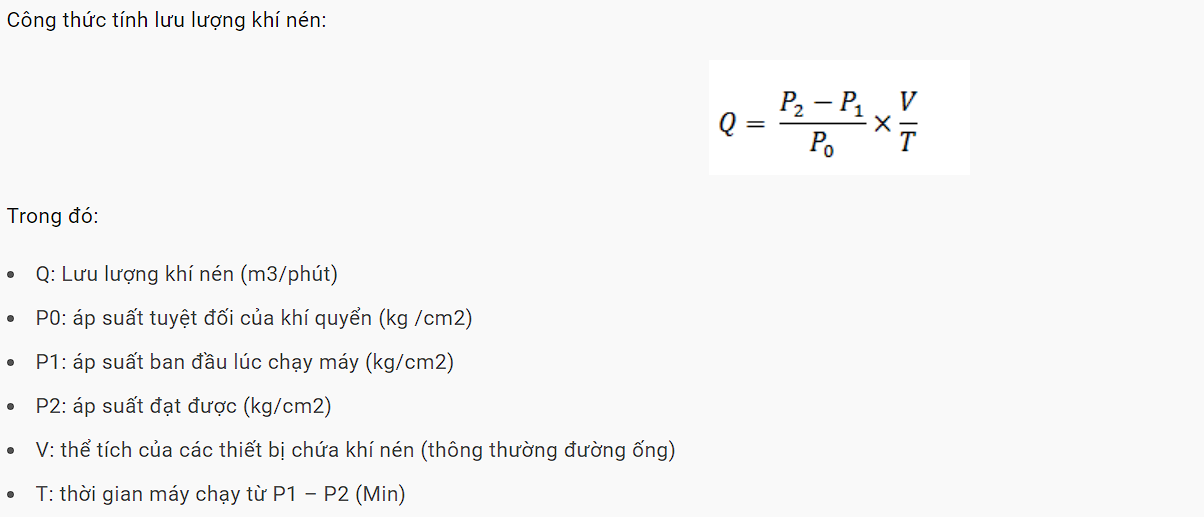 Công thức tính lưu lượng khí nén:
Q = \frac{P_2 - P_1}{P_0} \times \frac{V}{T}
Trong đó:
• Q: Lưu lượng khí nén (m3/phút)
• P0: áp suất tuyệt đối của khí quyển (kg /cm2)
• P1: áp suất ban đầu lúc chạy máy (kg/cm2)
• P2: áp suất đạt được (kg/cm2)
• V: thể tích của các thiết bị chứa khí nén (thông thường đường ống)
• T: thời gian máy chạy từ P1 – P2 (Min)